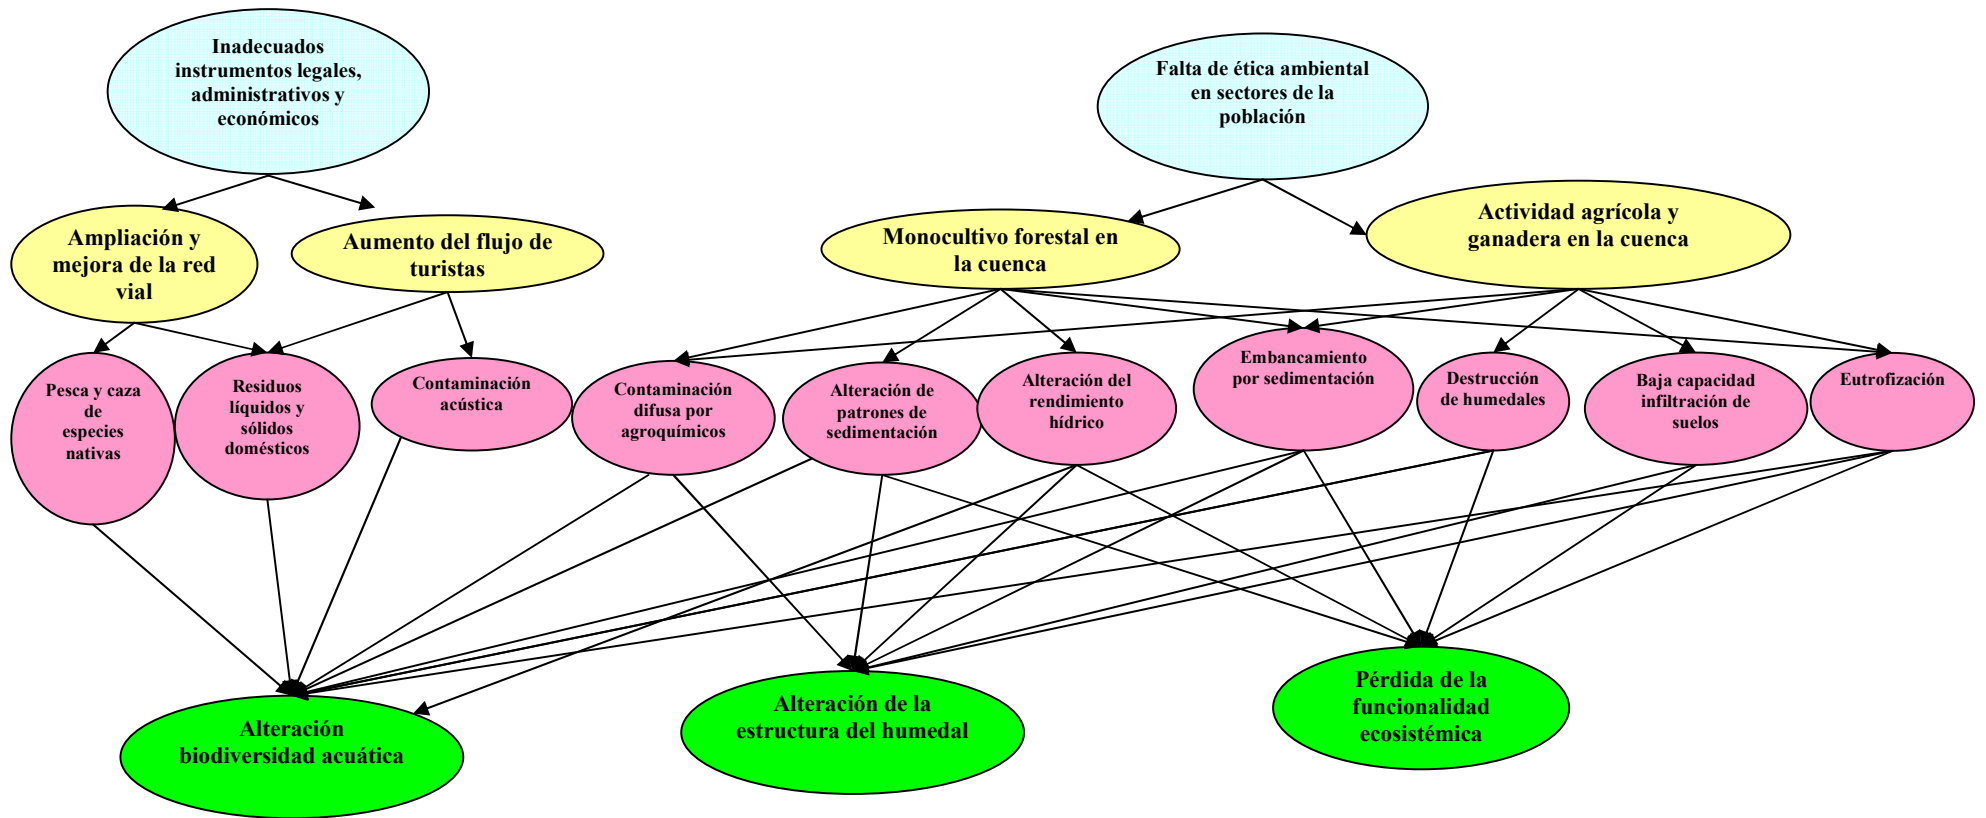 Inadecuados
instrumentos legales,
administrativos y
económicos
Falta de ética ambiental
en sectores de la
población
Ampliación y
mejora de la red
vial
Aumento del flujo de
turistas
Monocultivo forestal en
la cuenca
Actividad agrícola y
ganadera en la cuenca
Pesca y caza
de
especies
nativas
Residuos
líquidos y
sólidos
domésticos
Contaminación
acústica
Contaminación
difusa por
agroquímicos
Alteración de
patrones de
sedimentación
Alteración del
rendimiento
hídrico
Embancamiento
por sedimentación
Destrucción
de humedales
Baja capacidad
infiltración de
suelos
Eutrofización
Alteración
biodiversidad acuática
Alteración de la
estructura del humedal
Pérdida de la
funcionalidad
ecosistémica